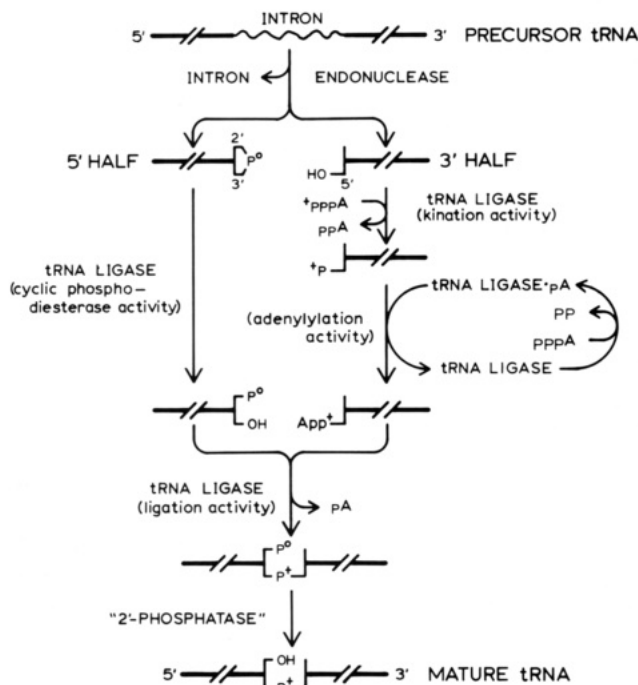 INTRON
5' 3' PRECURSOR tRNA
INTRON ENDONUCLEASE
5' HALF 2' P° 3'
HO 5' 3' HALF
+PPPA
PPA
tRNA LIGASE
(kination activity)
+P
tRNA LIGASE
(cyclic phospho-
diesterase activity)
(adenylylation
activity)
tRNA LIGASE·PA
PP
PPPA
tRNA LIGASE
P°
OH
App+
tRNA LIGASE
(ligation activity)
PA
P°
P+
"2'-PHOSPHATASE"
OH
5' 3' MATURE tRNA